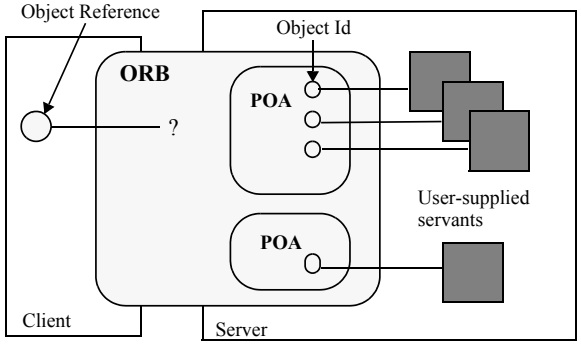 Object Reference
Object Id
ORB
POA
?
User-supplied
servants
POA
Client
Server